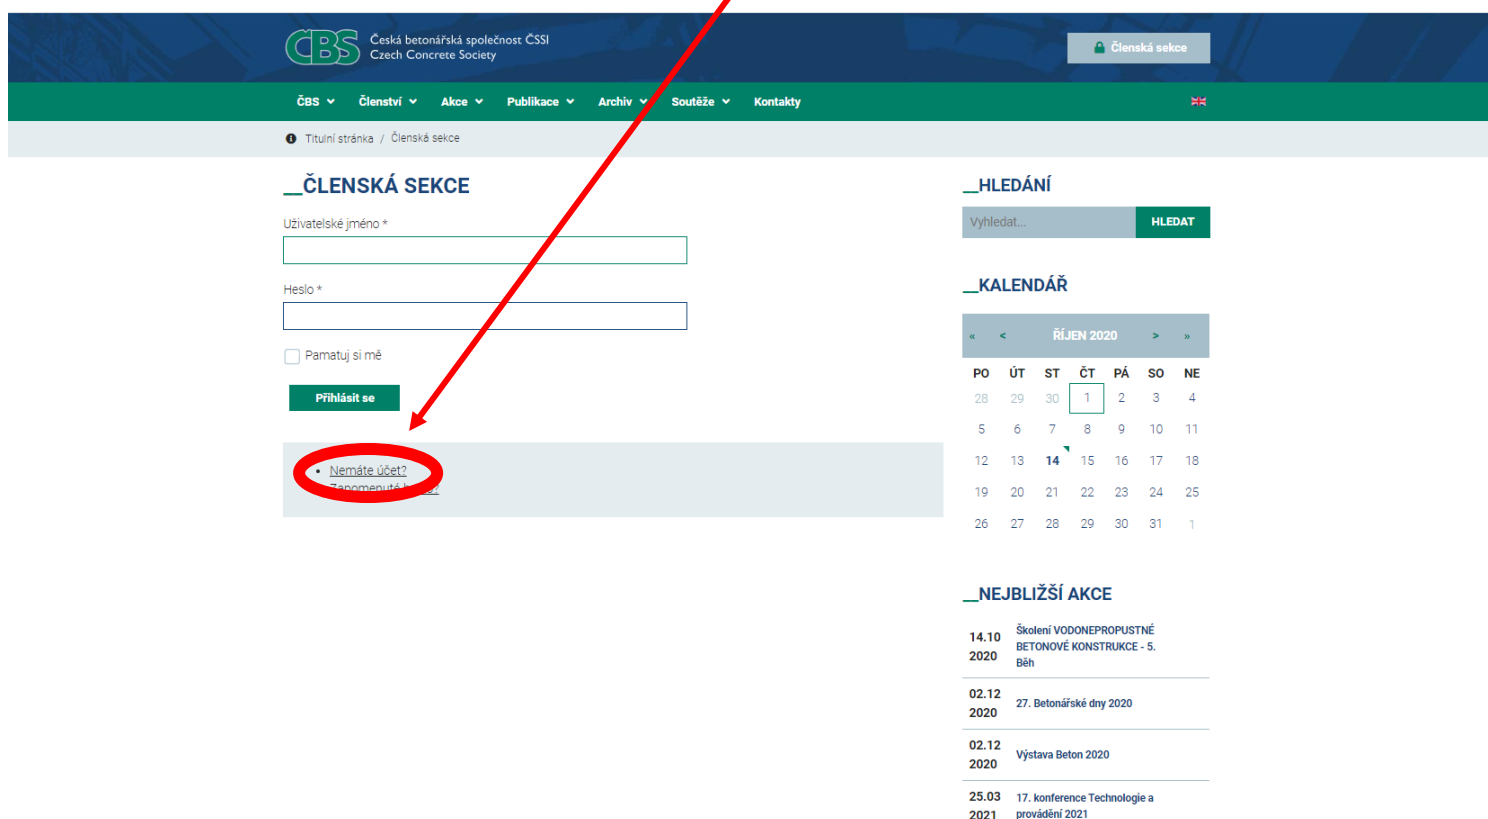 ČBS
Česká betonářská společnost ČSSI
Czech Concrete Society
Členská sekce
ČBS Členství Akce Publikace Archiv Soutěže Kontakty
Titulní stránka / Členská sekce
__ČLENSKÁ SEKCE
Uživatelské jméno *
Heslo *
Pamatuj si mě
Přihlásit se
• Nemáte účet?
Zapomenuté
__HLEDÁNÍ
Vyhledat... HLEDAT
__KALENDÁŘ
« < ŘÍJEN 2020 > »
PO ÚT ST ČT PÁ SO NE
28 29 30 1 2 3 4
5 6 7 8 9 10 11
12 13 14 15 16 17 18
19 20 21 22 23 24 25
26 27 28 29 30 31 1
__NEJBLIŽŠÍ AKCE
14.10
2020
Školení VODONEPROPUSTNÉ
BETONOVÉ KONSTRUKCE - 5.
Běh
02.12
2020
27. Betonářské dny 2020
02.12
2020
Výstava Beton 2020
25.03
2021
17. konference Technologie a
provádění 2021